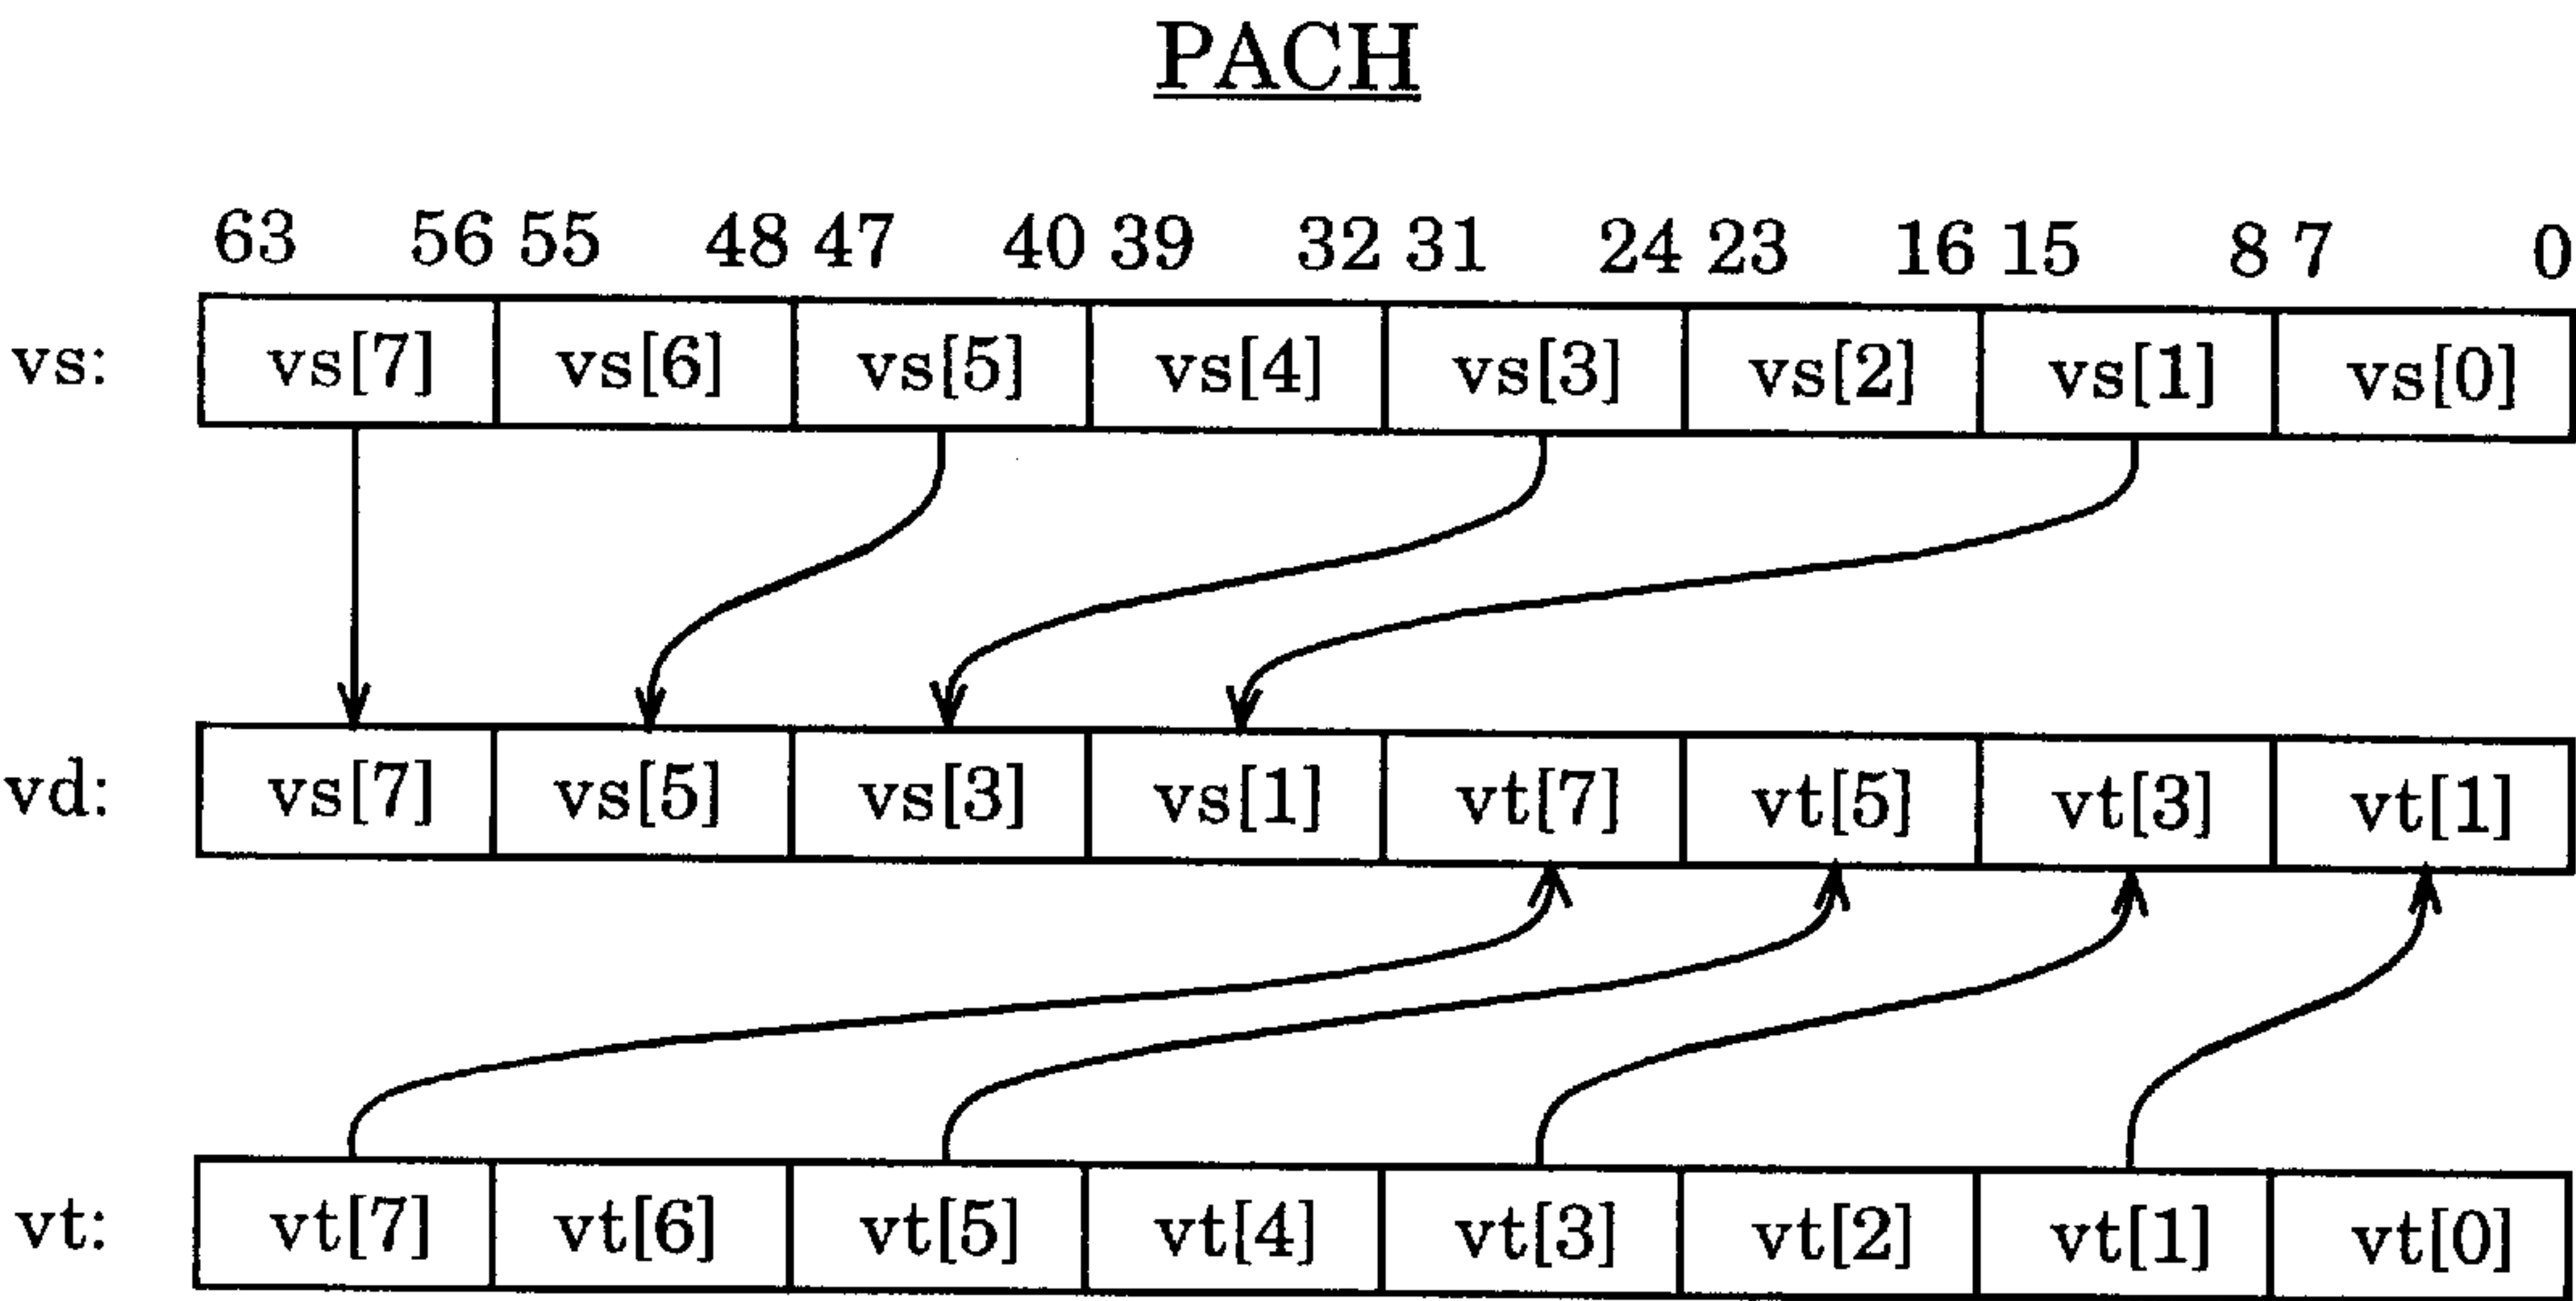 PACH
63 56 55 48 47 40 39 32 31 24 23 16 15 8 7 0
vs: vs[7] vs[6] vs[5] vs[4] vs[3] vs[2] vs[1] vs[0]
vd: vs[7] vs[5] vs[3] vs[1] vt[7] vt[5] vt[3] vt[1]
vt: vt[7] vt[6] vt[5] vt[4] vt[3] vt[2] vt[1] vt[0]